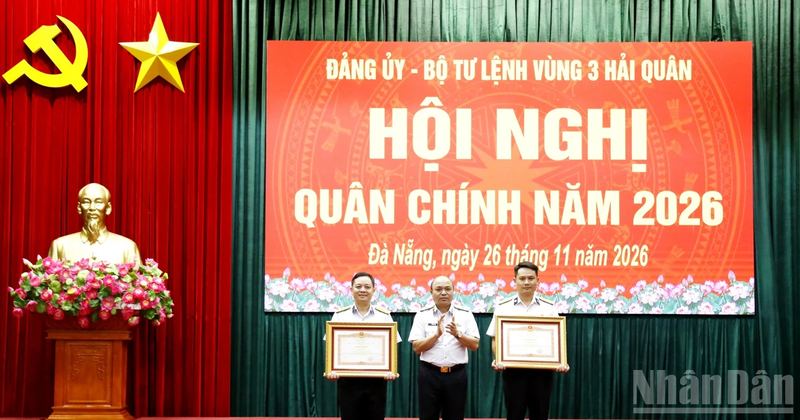 ĐẢNG ỦY - BỘ TƯ LỆNH VÙNG 3 HẢI QUÂN
HỘI NGHỊ
QUÂN CHÍNH NĂM 2026
Đà Nẵng, ngày 26 tháng 11 năm 2026
NhânDân